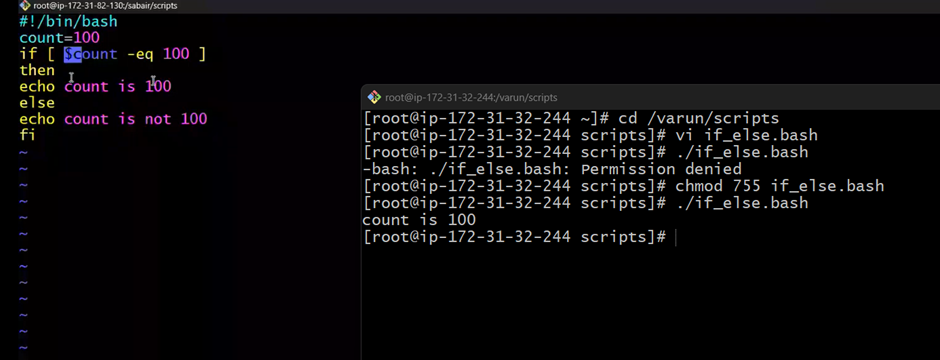 root@ip-172-31-82-130:/sabair/scripts
#!/bin/bash
count=100
if [ $count -eq 100 ]
then
echo count is 100
else
echo count is not 100
fi
~
~
~
~
~
~
~
~
~
~
~
~
~
root@ip-172-31-32-244:/varun/scripts
[root@ip-172-31-32-244 ~]# cd /varun/scripts
[root@ip-172-31-32-244 scripts]# vi if_else.bash
[root@ip-172-31-32-244 scripts]# ./if_else.bash
-bash: ./if_else.bash: Permission denied
[root@ip-172-31-32-244 scripts]# chmod 755 if_else.bash
[root@ip-172-31-32-244 scripts]# ./if_else.bash
count is 100
[root@ip-172-31-32-244 scripts]#